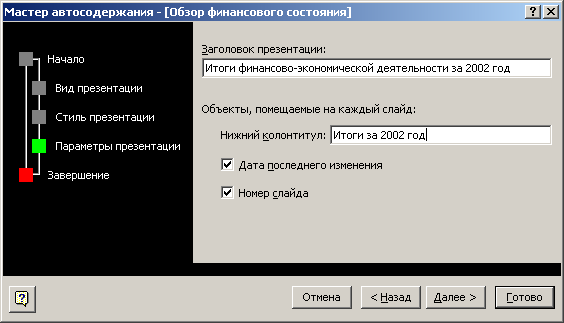 Мастер автосодержания - [Обзор финансового состояния]
Начало
Вид презентации
Стиль презентации
Параметры презентации
Завершение
Заголовок презентации:
Итоги финансово-экономической деятельности за 2002 год
Объекты, помещаемые на каждый слайд:
Нижний колонтитул: Итоги за 2002 год
Дата последнего изменения
Номер слайда
Отмена < Назад Далее > Готово